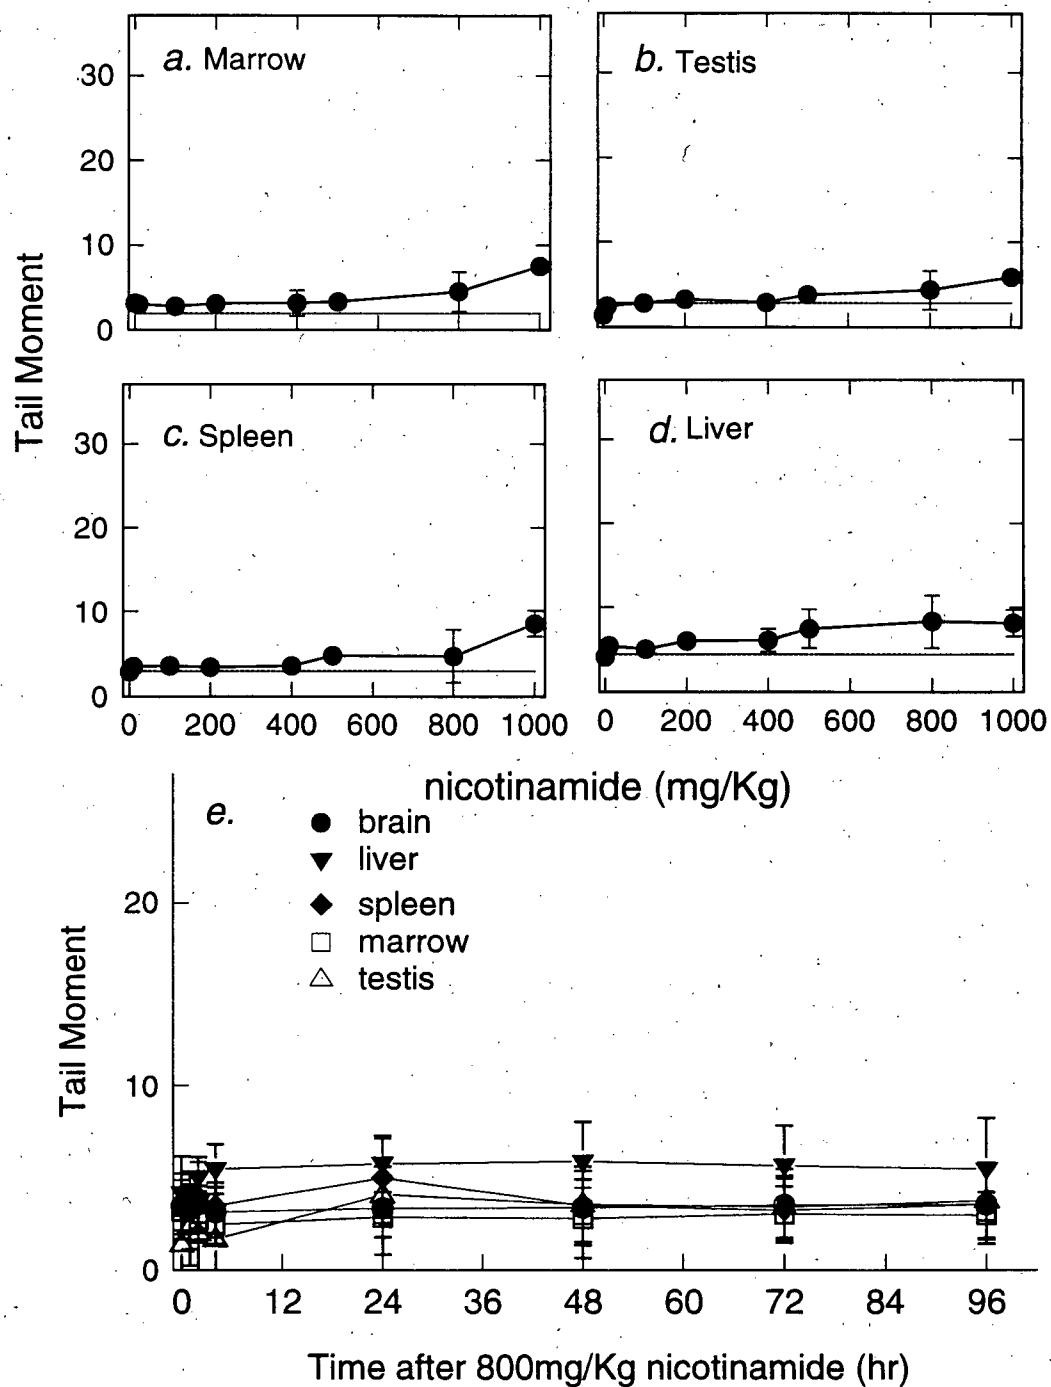 a. Marrow
b. Testis
30
20
10
0
Tail Moment
c. Spleen
d. Liver
30
20
10
0
0 200 400 600 800 1000
0 200 400 600 800 1000
nicotinamide (mg/Kg)
e.
brain
liver
spleen
marrow
testis
20
10
0
Tail Moment
0 12 24 36 48 60 72 84 96
Time after 800mg/Kg nicotinamide (hr)